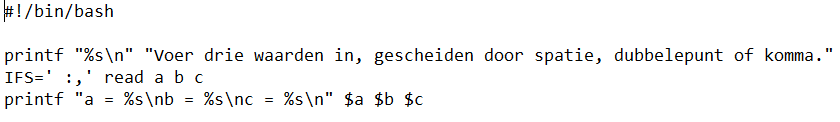 #!/bin/bash
printf "%s\n" "Voer drie waarden in, gescheiden door spatie, dubbelepunt of komma."
IFS=' :,' read a b c
printf "a = %s\nb = %s\nc = %s\n" $a $b $c